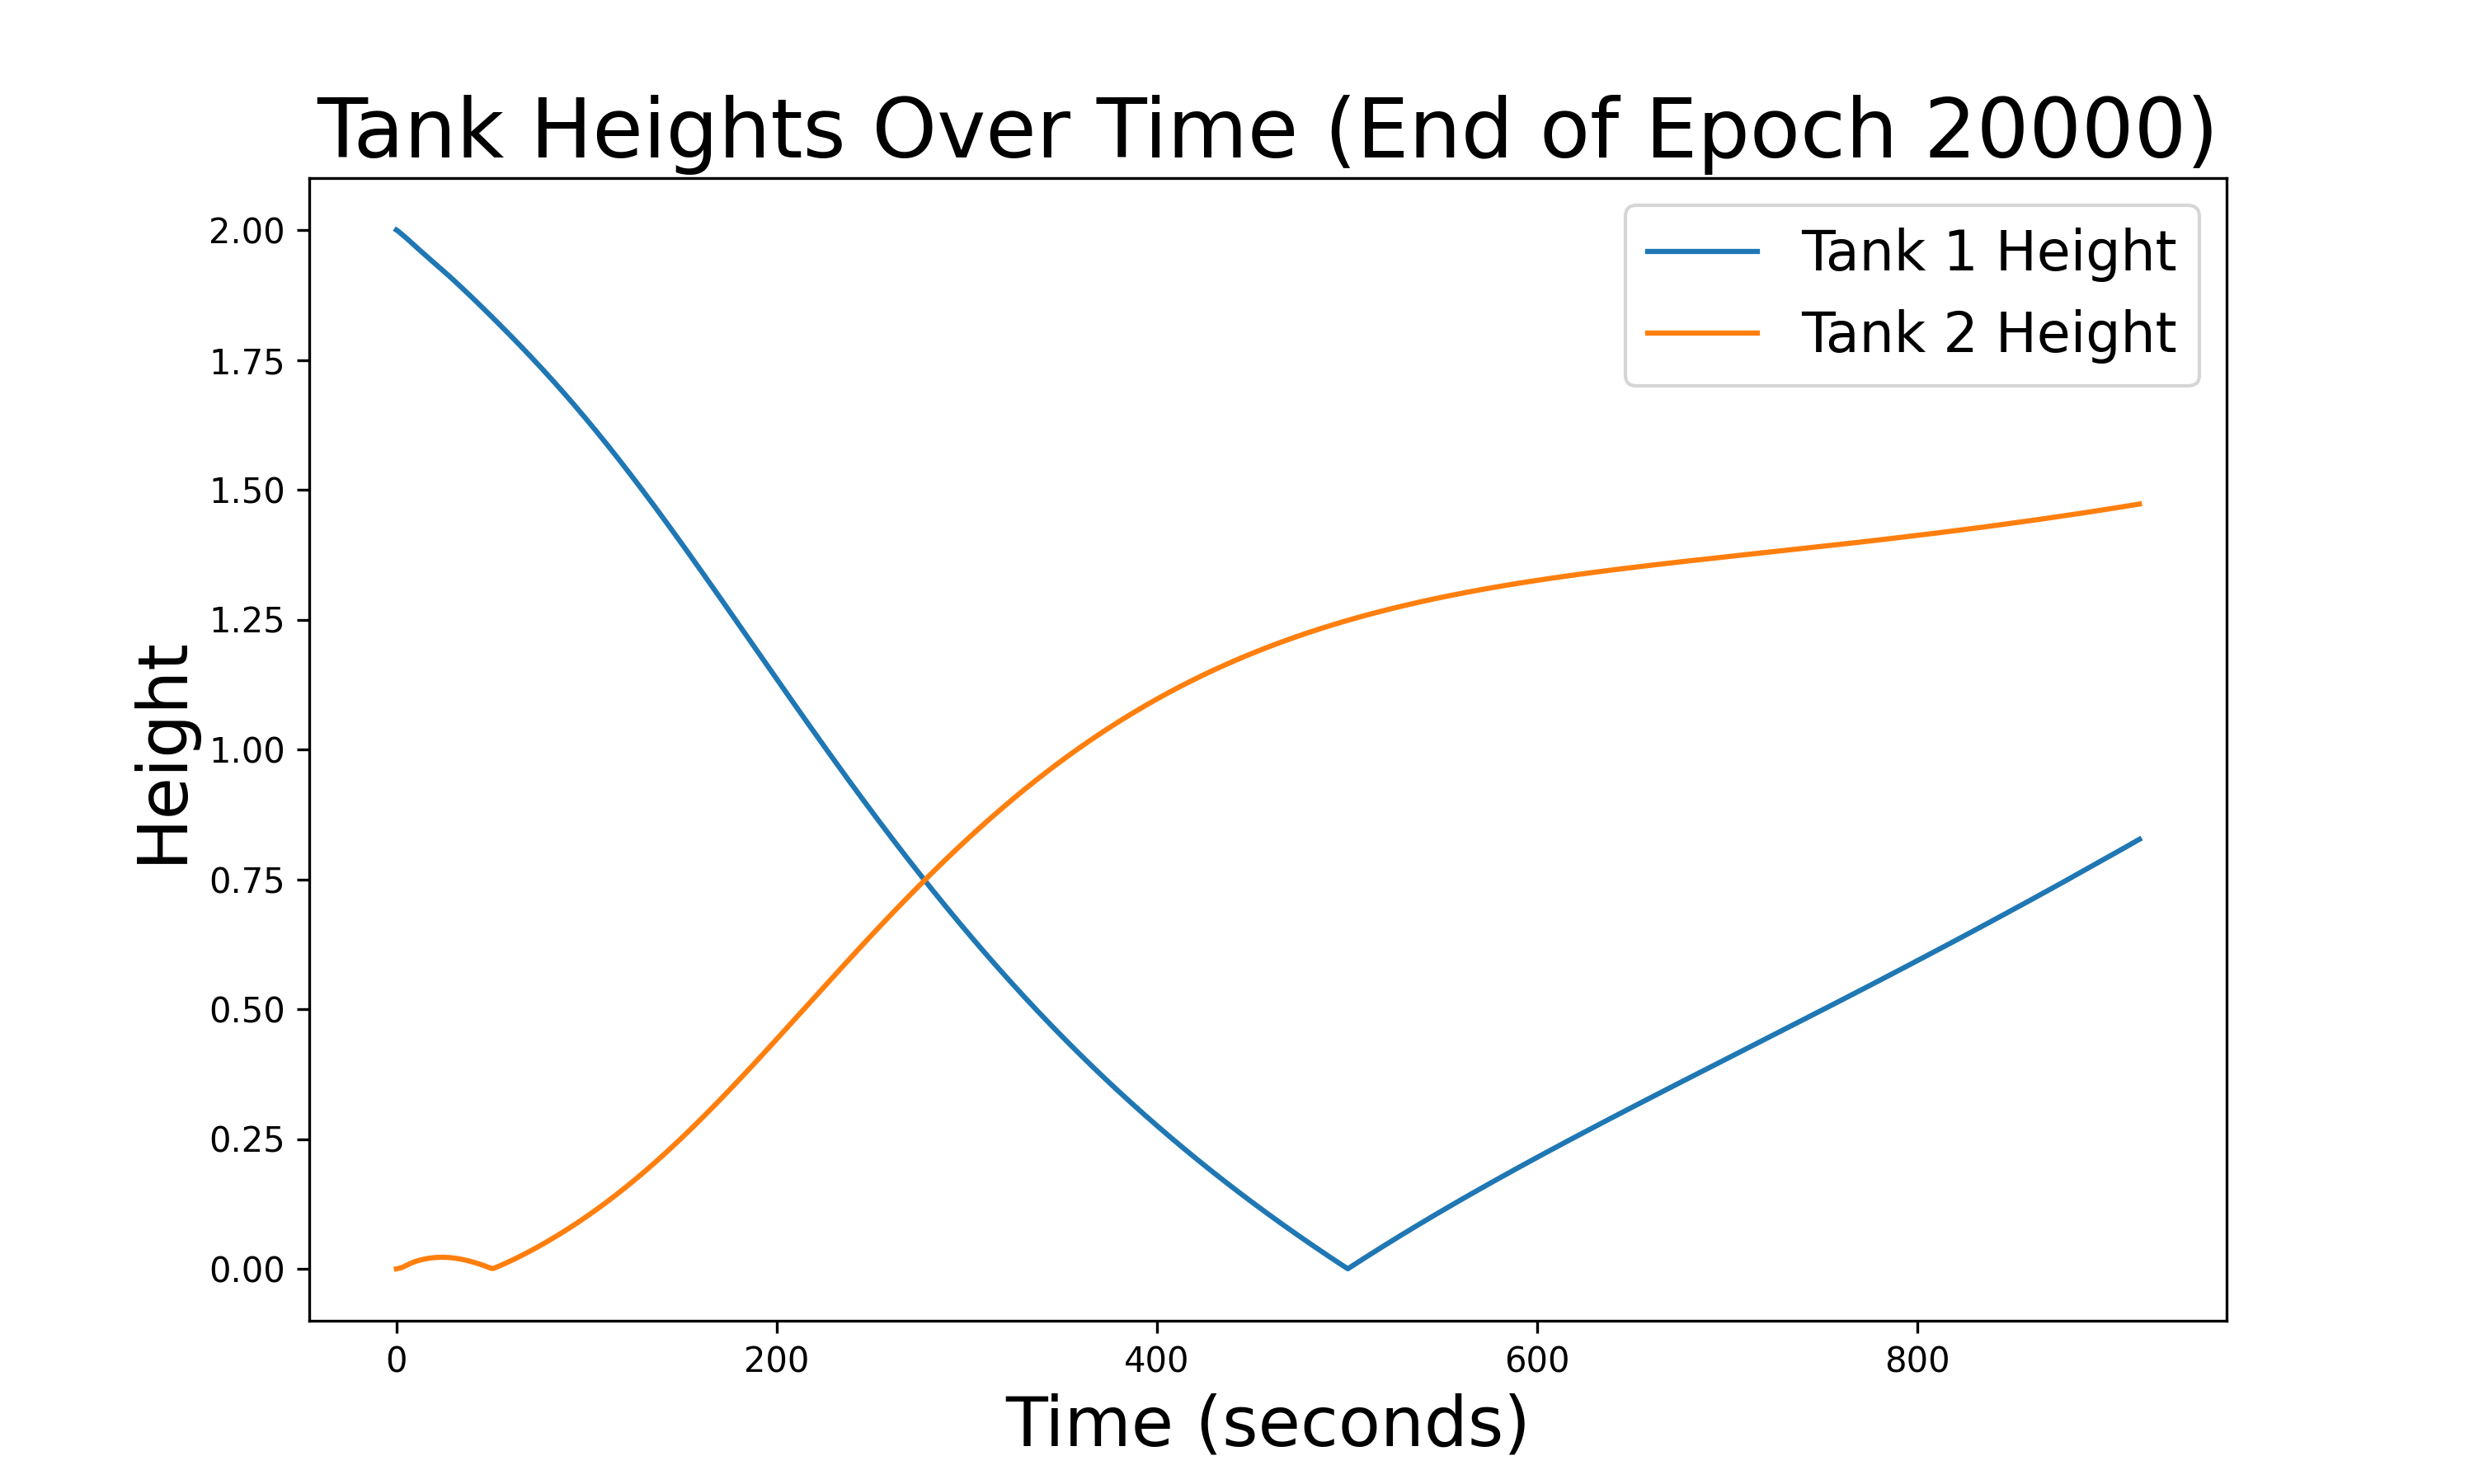 Tank Heights Over Time (End of Epoch 20000)
Tank 1 Height
Tank 2 Height
Height
2.00
1.75
1.50
1.25
1.00
0.75
0.50
0.25
0.00
0 200 400 600 800
Time (seconds)